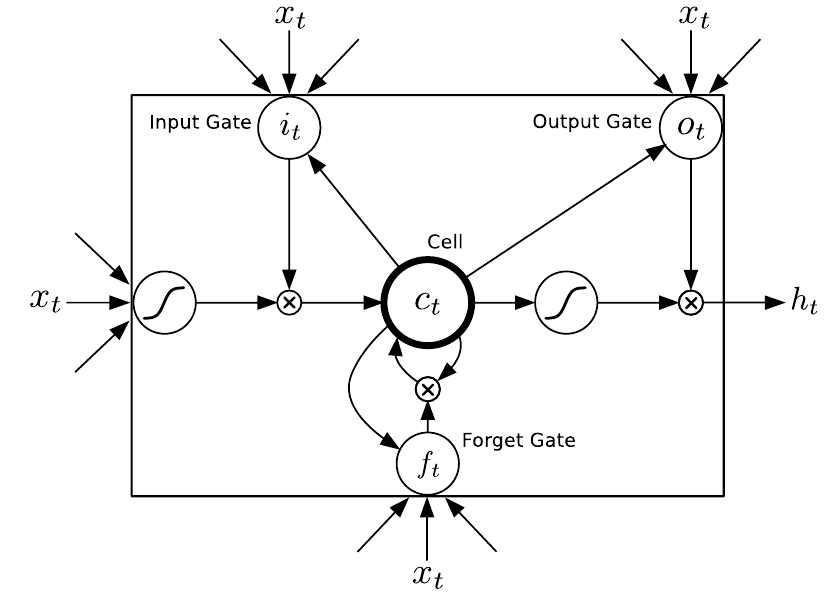 x_t
x_t
Input Gate
i_t
Output Gate
o_t
Cell
x_t
c_t
h_t
Forget Gate
f_t
x_t